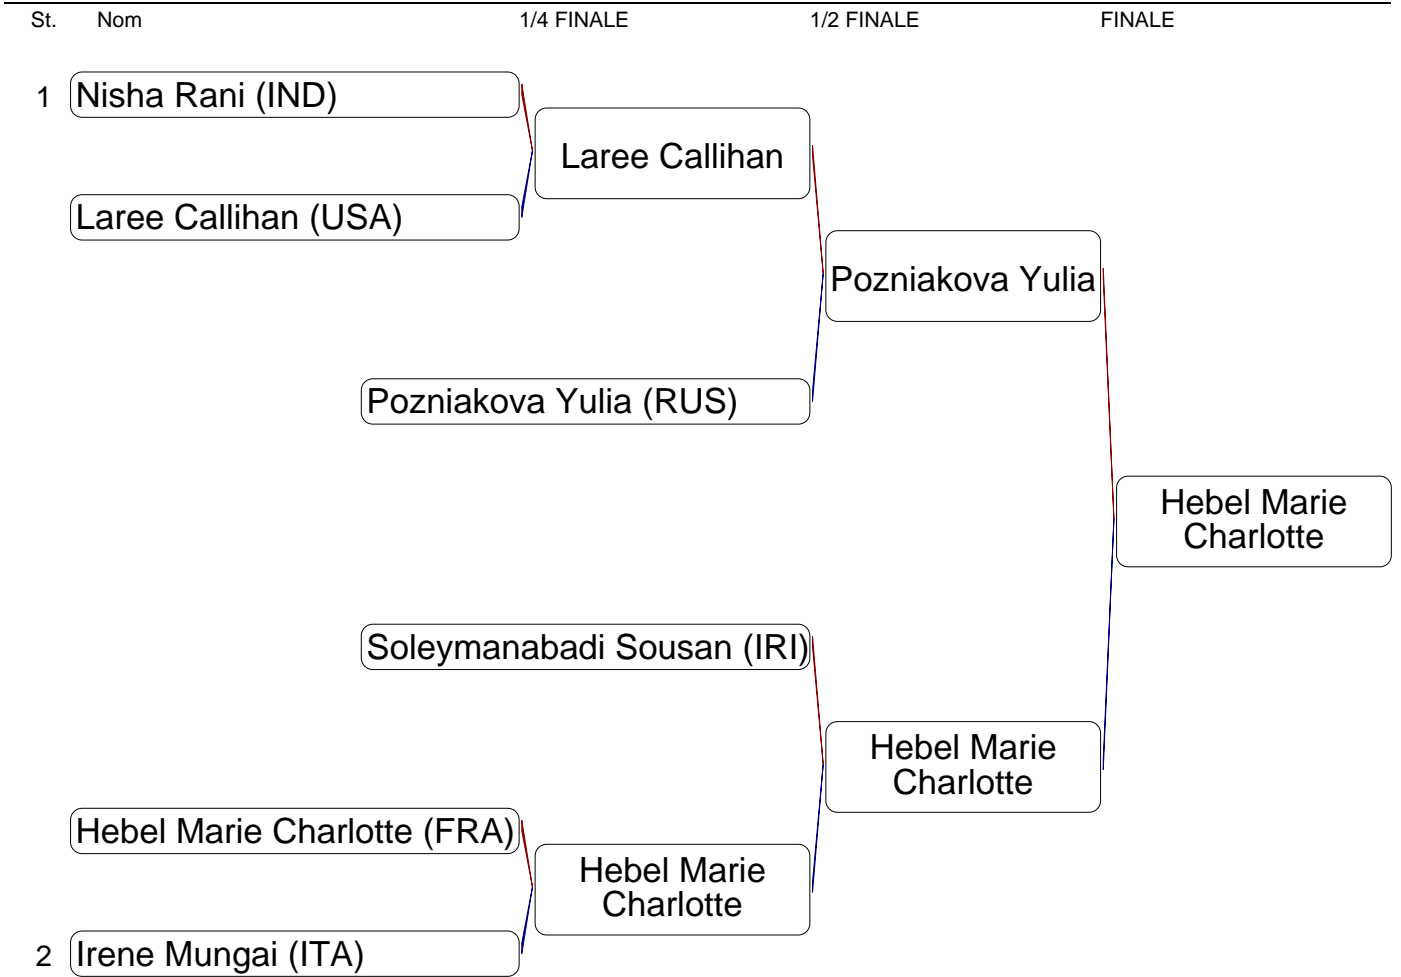 St. Nom 1/4 FINALE 1/2 FINALE FINALE
1 Nisha Rani (IND)
Laree Callihan
Laree Callihan (USA)
Pozniakova Yulia
Pozniakova Yulia (RUS)
Hebel Marie
Charlotte
Soleymanabadi Sousan (IRI)
Hebel Marie
Charlotte
Hebel Marie Charlotte (FRA)
Hebel Marie
Charlotte
2 Irene Mungai (ITA)